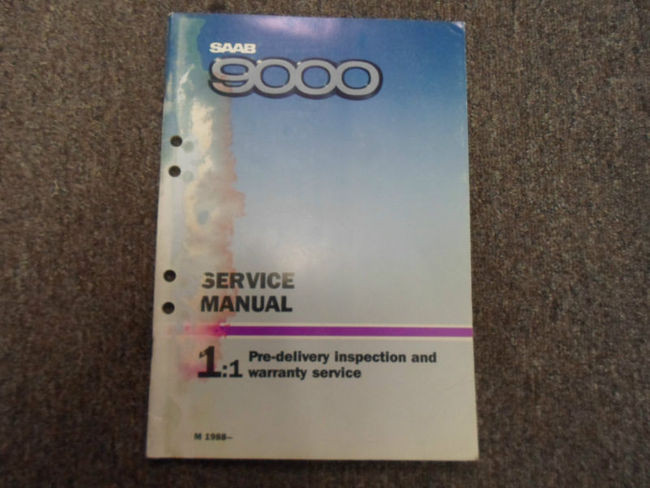 SAAB
9000
SERVICE
MANUAL
1:1 Pre-delivery inspection and
warranty service
M 1988–